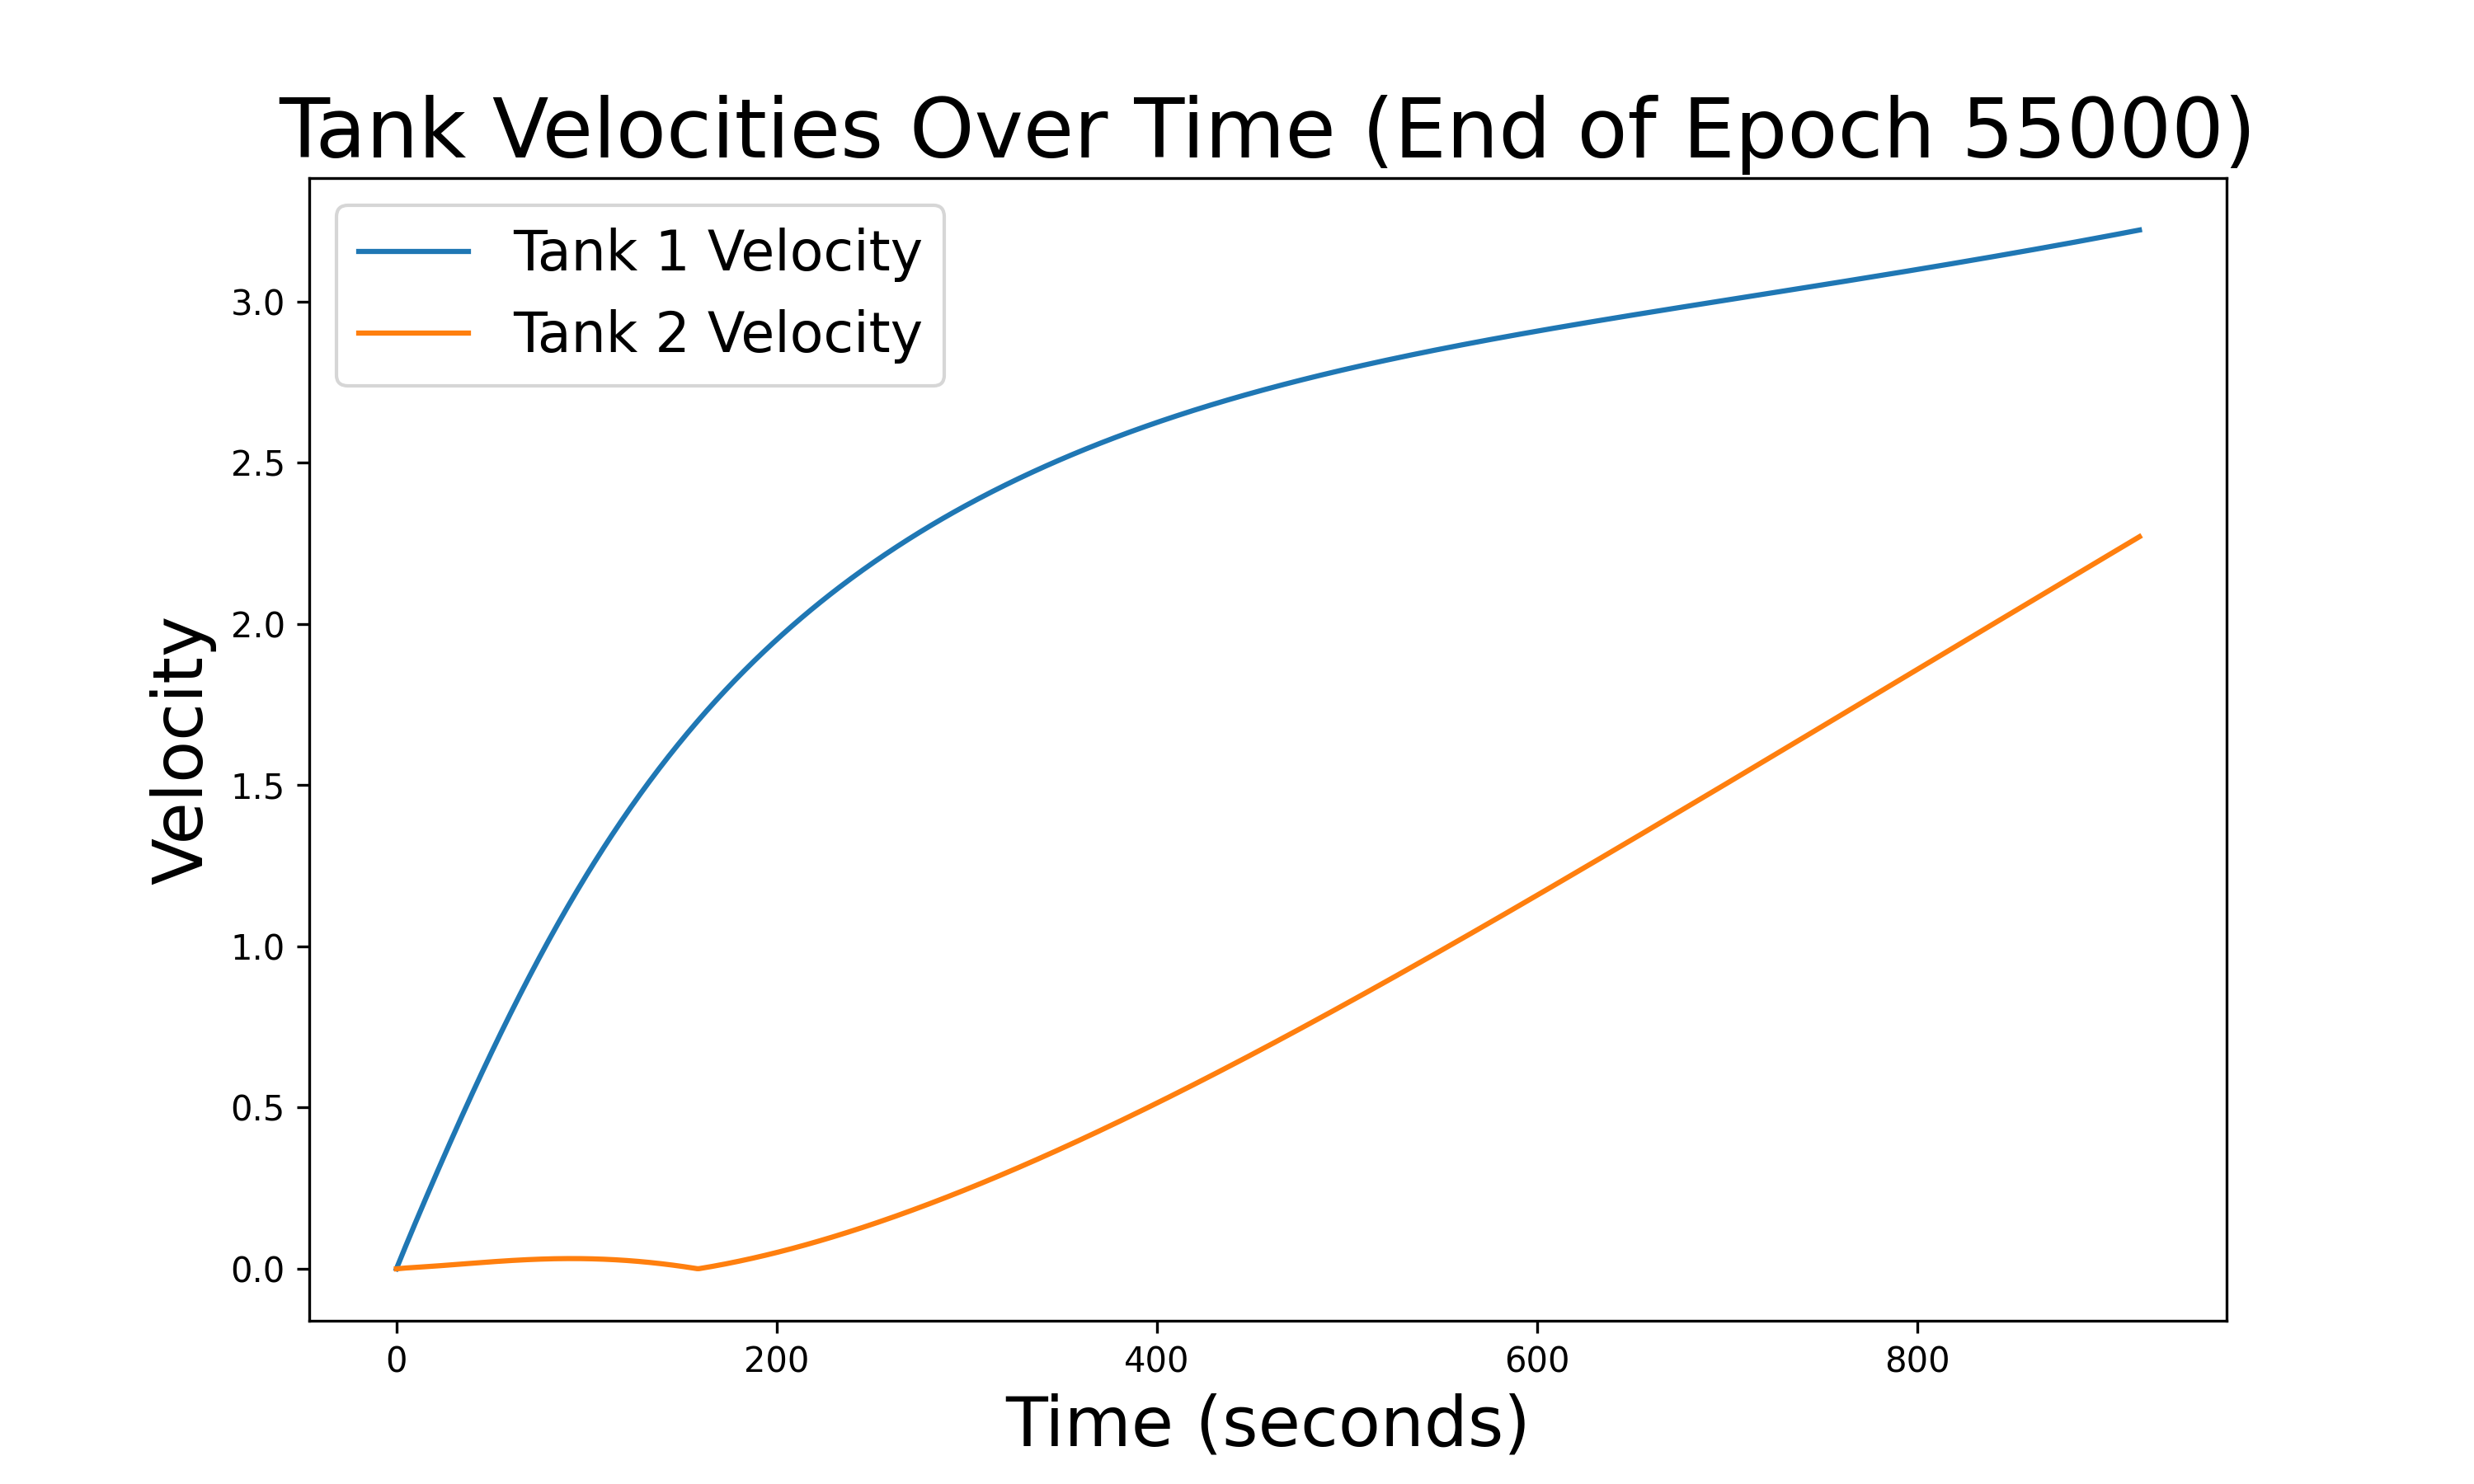 Tank Velocities Over Time (End of Epoch 55000)
Tank 1 Velocity
Tank 2 Velocity
Velocity
3.0
2.5
2.0
1.5
1.0
0.5
0.0
0 200 400 600 800
Time (seconds)